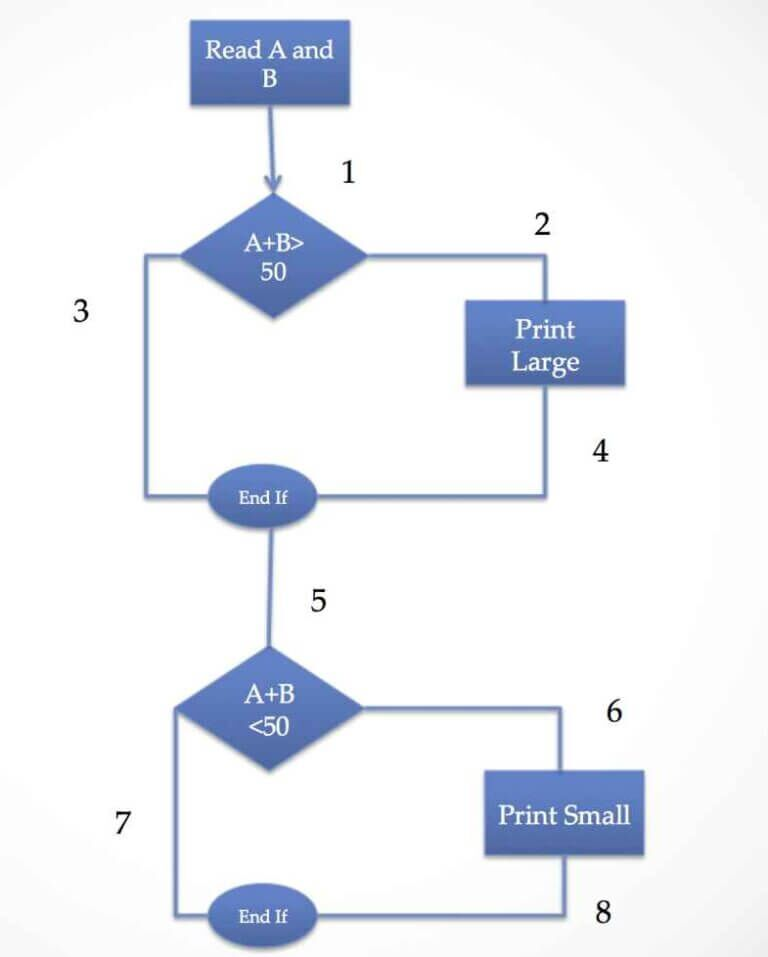 Read A and
B
1
A+B>
50
2
3
Print
Large
4
End If
5
A+B
<50
6
Print Small
7
End If
8